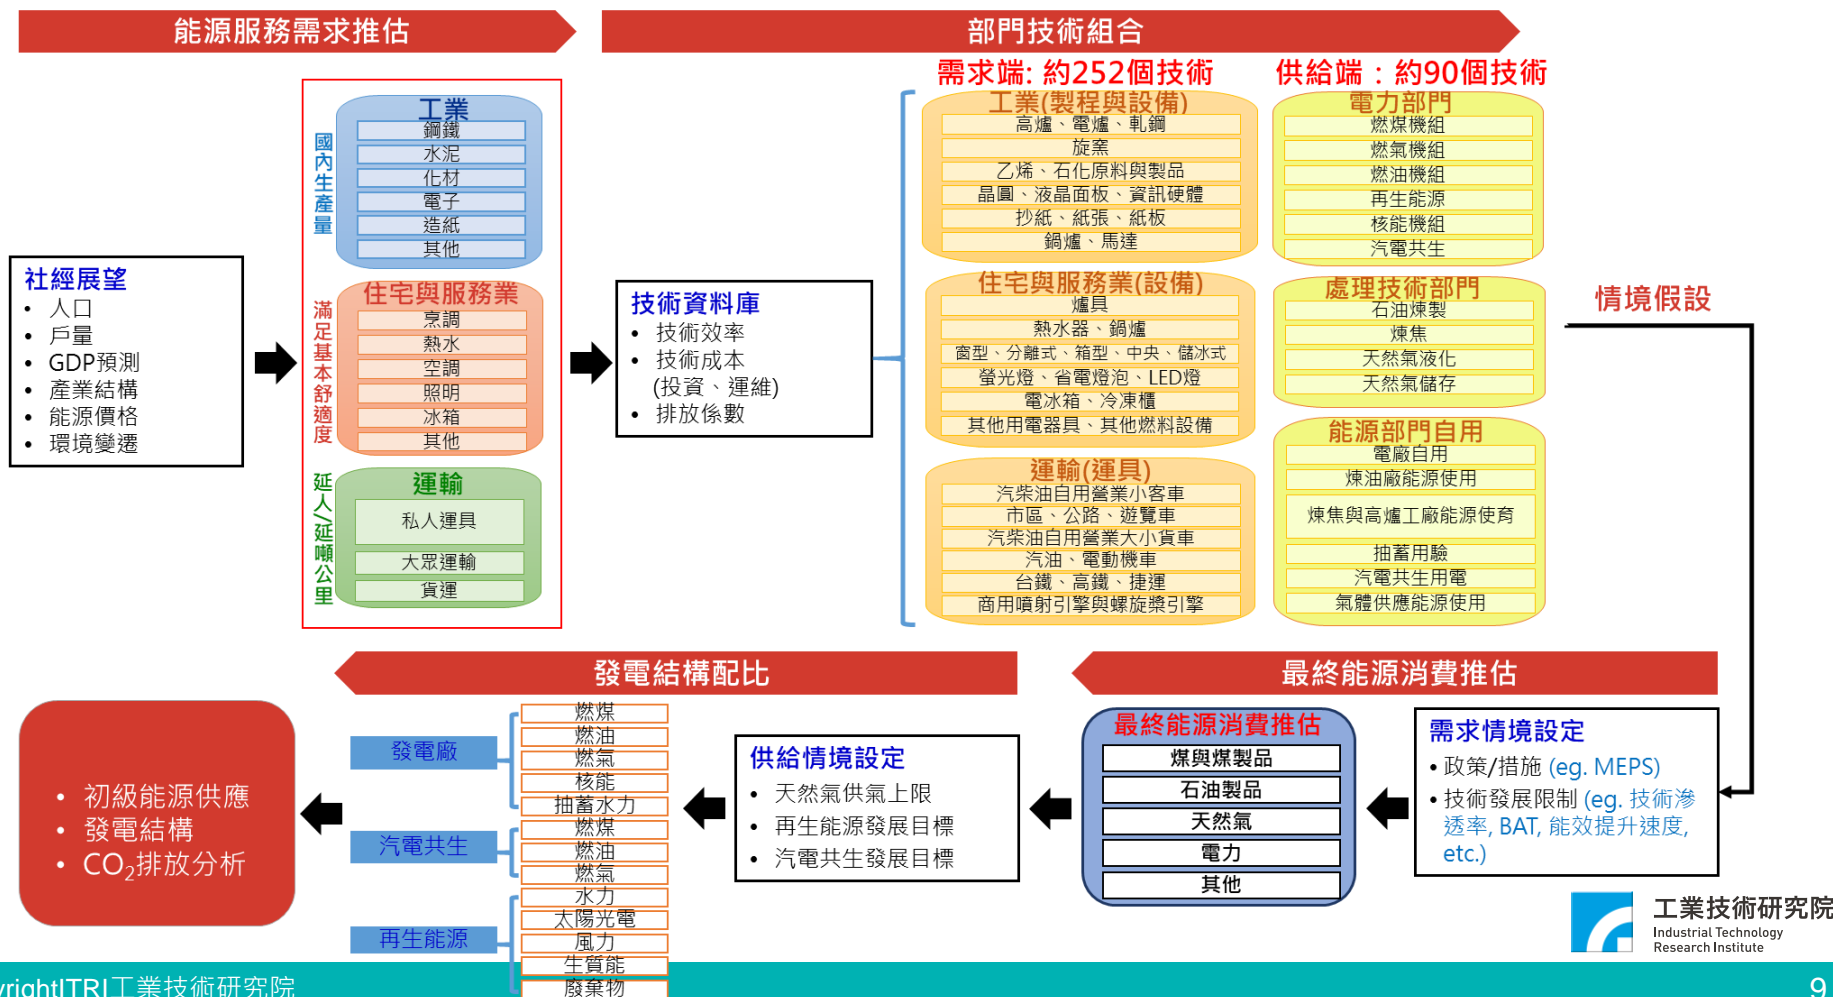 能源服務需求推估
部門技術組合
需求端: 約252個技術
供給端：約90個技術
社經展望
• 人口
• 戶量
• GDP預測
• 產業結構
• 能源價格
• 環境變遷
國內生產量
工業
鋼鐵
水泥
化材
電子
造紙
其他
滿足基本舒適度
住宅與服務業
烹調
熱水
空調
照明
冰箱
其他
延人/延噸公里
運輸
私人運具
大眾運輸
貨運
技術資料庫
• 技術效率
• 技術成本
(投資、運維)
• 排放係數
工業(製程與設備)
高爐、電爐、軋鋼
旋窯
乙烯、石化原料與製品
晶圓、液晶面板、資訊硬體
抄紙、紙張、紙板
鍋爐、馬達
住宅與服務業(設備)
爐具
熱水器、鍋爐
窗型、分離式、箱型、中央、儲冰式
螢光燈、省電燈泡、LED燈
電冰箱、冷凍櫃
其他用電器具、其他燃料設備
運輸(運具)
汽柴油自用營業小客車
市區、公路、遊覽車
汽柴油自用營業大小貨車
汽油、電動機車
台鐵、高鐵、捷運
商用噴射引擎與螺旋槳引擎
電力部門
燃煤機組
燃氣機組
燃油機組
再生能源
核能機組
汽電共生
處理技術部門
石油煉製
煉焦
天然氣液化
天然氣儲存
能源部門自用
電廠自用
煉油廠能源使用
煉焦與高爐工廠能源使育
抽蓄用驗
汽電共生用電
氣體供應能源使用
情境假設
發電結構配比
最終能源消費推估
需求情境設定
• 政策/措施 (eg. MEPS)
• 技術發展限制 (eg. 技術滲
透率, BAT, 能效提升速度,
etc.)
最終能源消費推估
煤與煤製品
石油製品
天然氣
電力
其他
供給情境設定
• 天然氣供氣上限
• 再生能源發展目標
• 汽電共生發展目標
發電廠
燃煤
燃油
燃氣
核能
抽蓄水力
汽電共生
燃煤
燃油
燃氣
再生能源
水力
太陽光電
風力
生質能
廢棄物
• 初級能源供應
• 發電結構
• CO₂排放分析
工業技術研究院
Industrial Technology
Research Institute
yrightITRI工業技術研究院
9